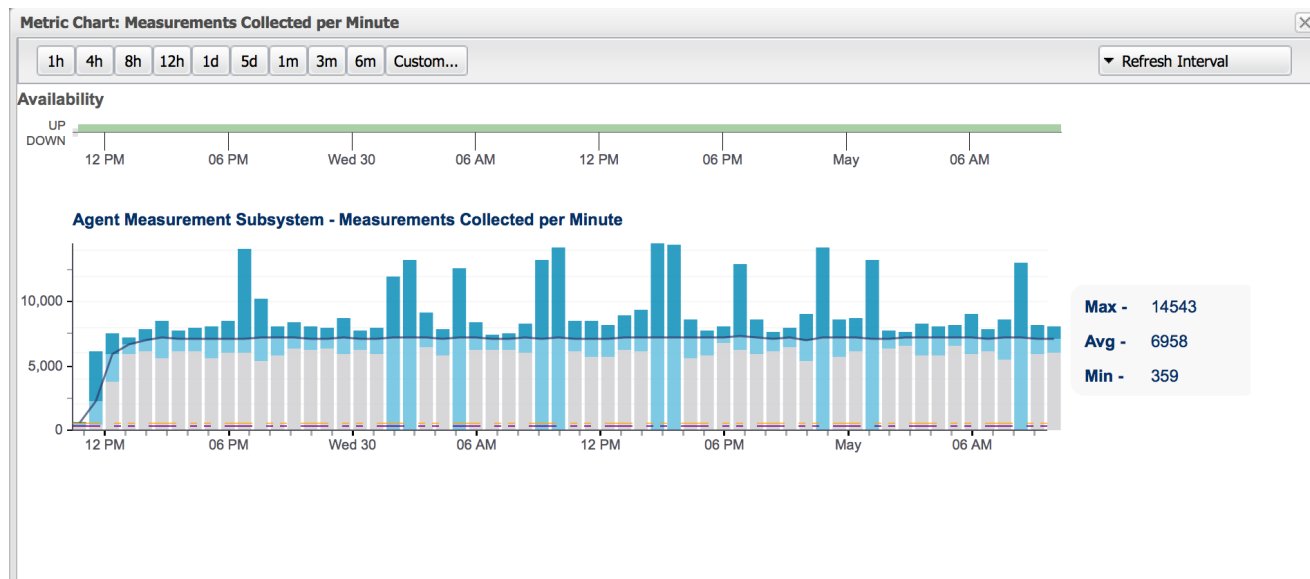 Metric Chart: Measurements Collected per Minute
1h 4h 8h 12h 1d 5d 1m 3m 6m Custom... Refresh Interval
Availability
UP
DOWN
12 PM 06 PM Wed 30 06 AM 12 PM 06 PM May 06 AM
Agent Measurement Subsystem - Measurements Collected per Minute
10,000
5,000
0
12 PM 06 PM Wed 30 06 AM 12 PM 06 PM May 06 AM
Max - 14543
Avg - 6958
Min - 359